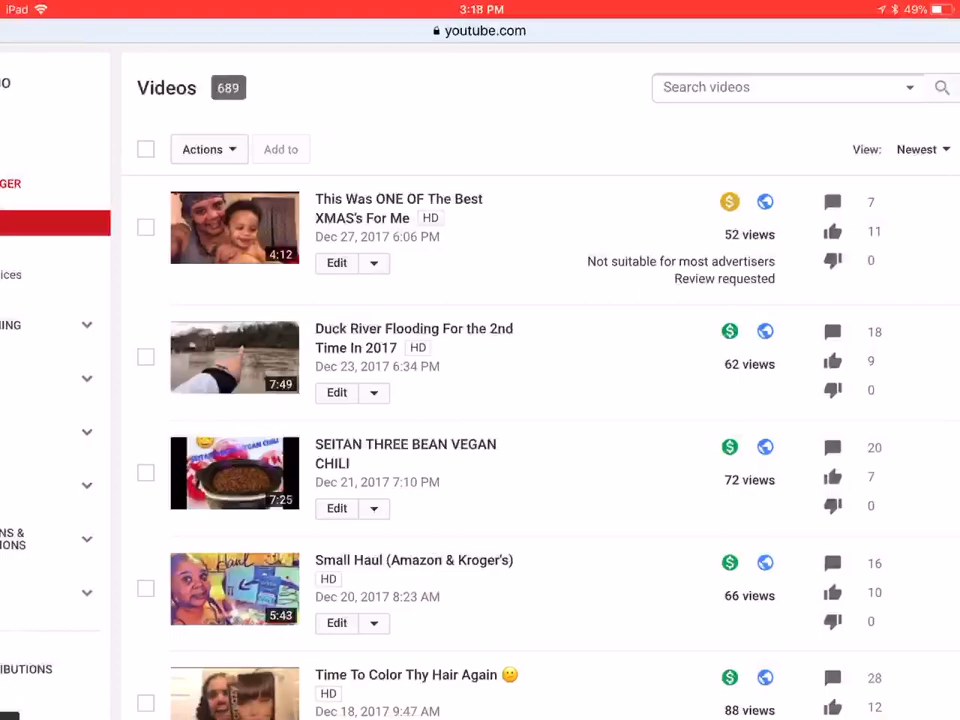 iPad 3:18 PM 49%
youtube.com
O
Videos 689 Search videos
Actions Add to View: Newest
GER
This Was ONE OF The Best
XMAS's For Me HD
7
Dec 27, 2017 6:06 PM 52 views 11
4:12 Edit Not suitable for most advertisers 0
Review requested
ices
NING
Duck River Flooding For the 2nd
Time In 2017 HD
18
Dec 23, 2017 6:34 PM 62 views 9
7:49 Edit 0
SEITAN THREE BEAN VEGAN
CHILI
20
Dec 21, 2017 7:10 PM 72 views 7
7:25 Edit 0
NS &
IONS
Small Haul (Amazon & Kroger's)
HD
16
Dec 20, 2017 8:23 AM 66 views 10
5:43 Edit 0
IBUTIONS
Time To Color Thy Hair Again
HD
28
Dec 18, 2017 9:47 AM 88 views 12